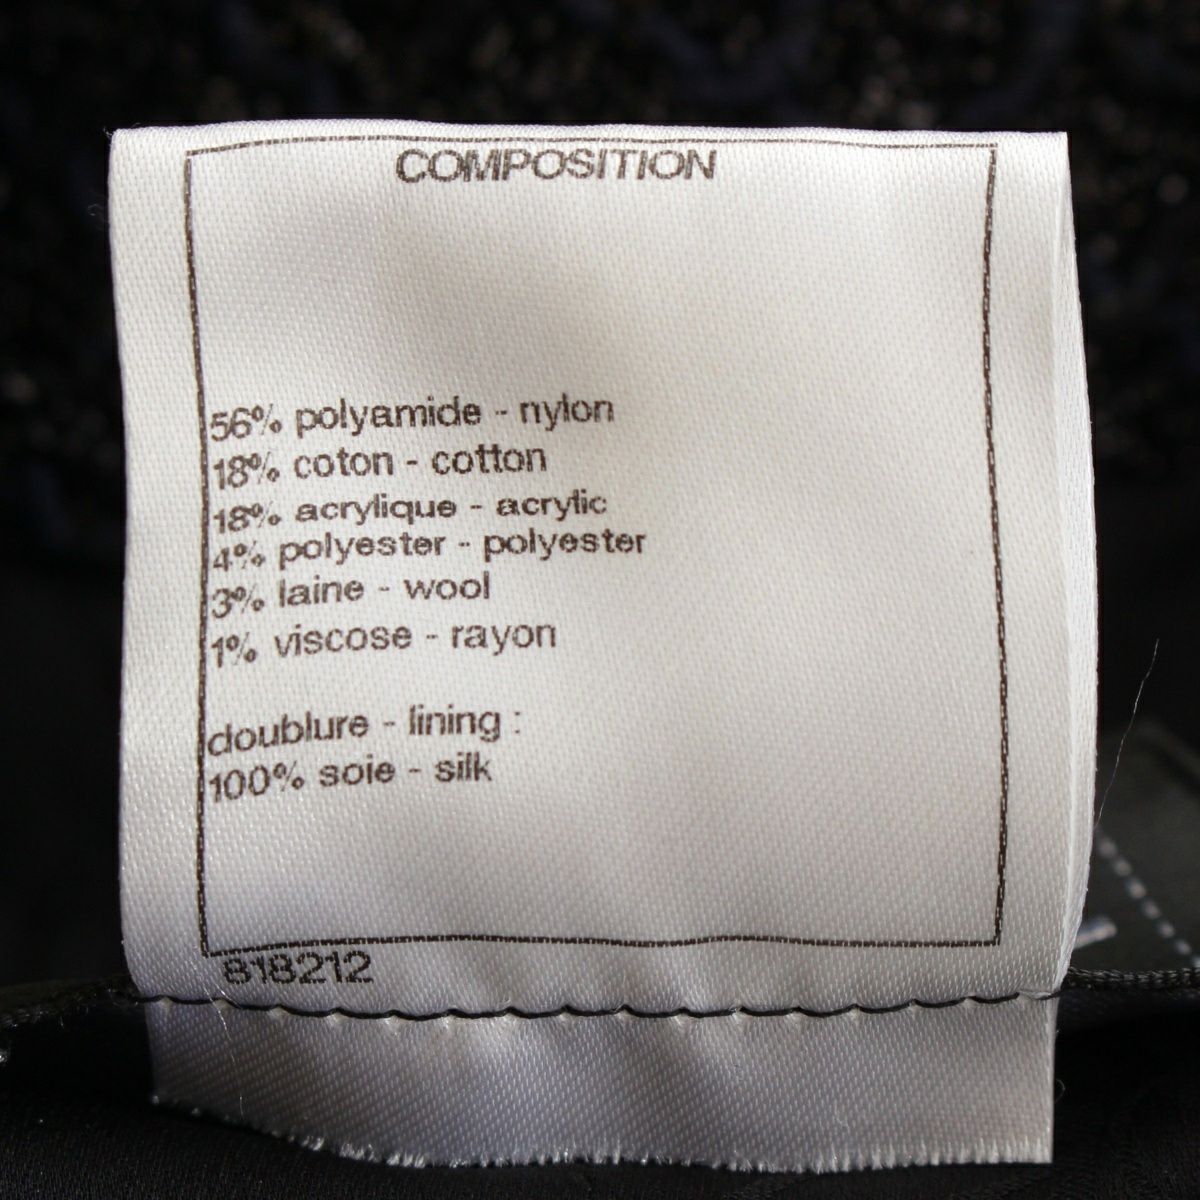 COMPOSITION
56% polyamide - nylon
18% coton - cotton
18% acrylique - acrylic
4% polyester - polyester
3% laine - wool
1% viscose - rayon
doublure - lining :
100% soie - silk
818212